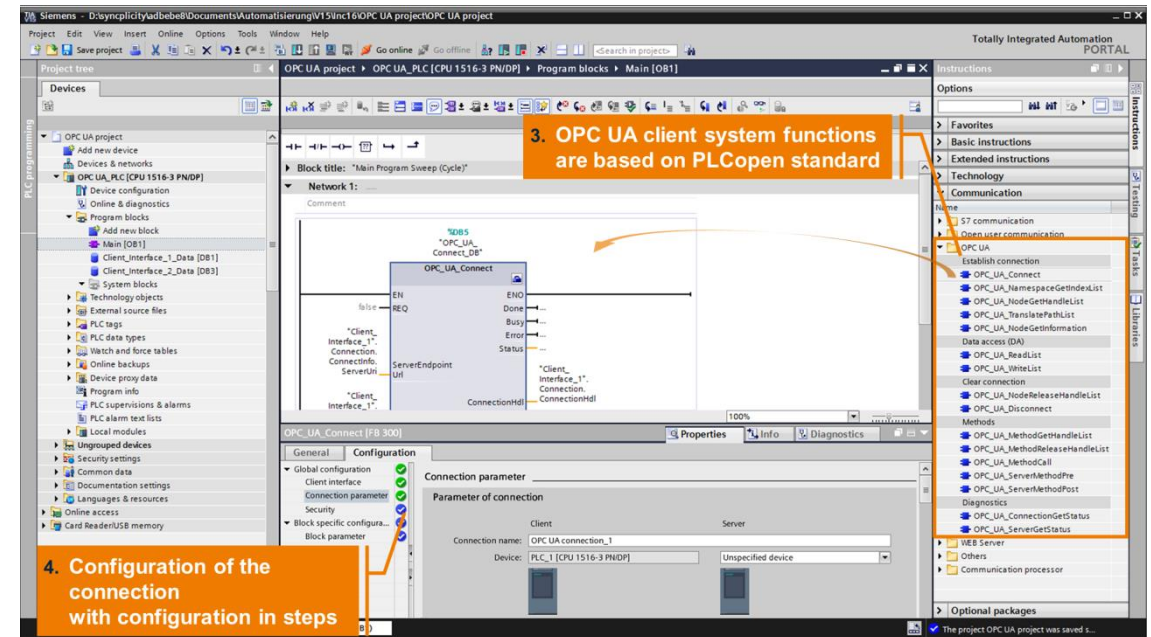 Siemens - D:\syncplicity\adbebe8\Documents\Automatisierung\V15\Inc16\OPC UA project\OPC UA project
Project Edit View Insert Online Options Tools Window Help
Totally Integrated Automation
PORTAL
Save project
Go online
Go offline
<Search in project>
Project tree
OPC UA project ▸ OPC UA_PLC [CPU 1516-3 PN/DP] ▸ Program blocks ▸ Main [OB1]
Instructions
Devices
Options
PLC programming
OPC UA project
Add new device
Devices & networks
OPC UA_PLC [CPU 1516-3 PN/DP]
Device configuration
Online & diagnostics
Program blocks
Add new block
Main [OB1]
Client_Interface_1_Data [DB1]
Client_Interface_2_Data [DB3]
System blocks
Technology objects
External source files
PLC tags
PLC data types
Watch and force tables
Online backups
Device proxy data
Program info
PLC supervisions & alarms
PLC alarm text lists
Local modules
Ungrouped devices
Security settings
Common data
Documentation settings
Languages & resources
Online access
Card Reader/USB memory
3. OPC UA client system functions
are based on PLCopen standard
Block title: "Main Program Sweep (Cycle)"
Network 1: .....
Comment
%DB5
"OPC_UA_
Connect_DB"
OPC_UA_Connect
EN
ENO
false
REQ
Done
...
Busy
...
Error
...
Status
...
"Client_
Interface_1".
Connection.
ConnectInfo.
ServerUri
ServerEndpoint
Url
"Client_
Interface_1".
Connection.
ConnectionHdl
ConnectionHdl
"Client_
Interface_1".
100%
OPC_UA_Connect [FB 300]
Properties
Info
Diagnostics
General
Configuration
Global configuration
Client interface
Connection parameter
Security
Block specific configura...
Block parameter
Connection parameter
Parameter of connection
Client
Server
Connection name:
OPC UA connection_1
Device:
PLC_1 [CPU 1516-3 PN/DP]
Unspecified device
4. Configuration of the
connection
with configuration in steps
Favorites
Basic instructions
Extended instructions
Technology
Communication
Name
S7 communication
Open user communication
OPC UA
Establish connection
OPC_UA_Connect
OPC_UA_NamespaceGetIndexList
OPC_UA_NodeGetHandleList
OPC_UA_TranslatePathList
OPC_UA_NodeGetInformation
Data access (DA)
OPC_UA_ReadList
OPC_UA_WriteList
Clear connection
OPC_UA_NodeReleaseHandleList
OPC_UA_Disconnect
Methods
OPC_UA_MethodGetHandleList
OPC_UA_MethodReleaseHandleList
OPC_UA_MethodCall
OPC_UA_ServerMethodPre
OPC_UA_ServerMethodPost
Diagnostics
OPC_UA_ConnectionGetStatus
OPC_UA_ServerGetStatus
WEB Server
Others
Communication processor
Optional packages
Instructions
Testing
Tasks
Libraries
The project OPC UA project was saved s...